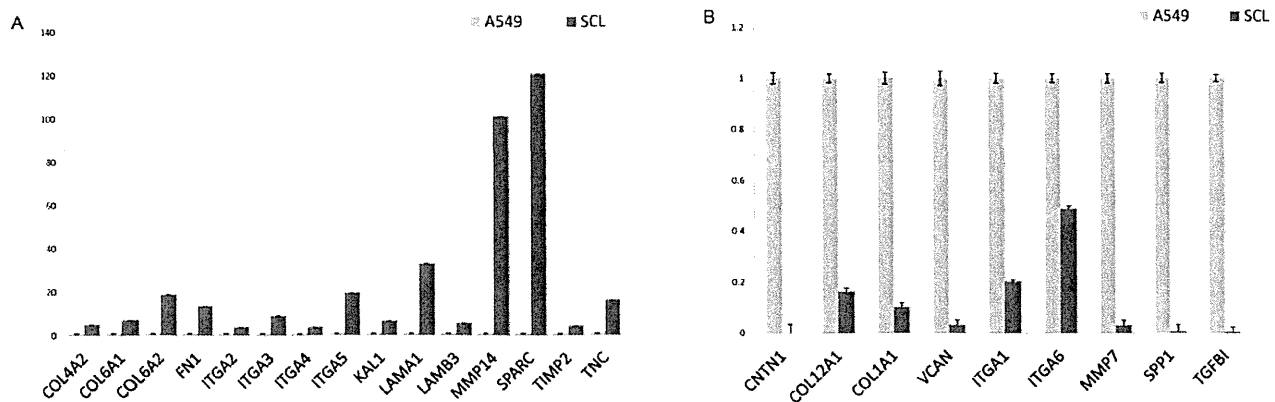 A
A549 SCL
140
120
100
80
60
40
20
0
COL4A2 COL6A1 COL6A2 FN1 ITGA2 ITGA3 ITGA4 ITGA5 KAL1 LAMA1 LAMB3 MMP14 SPARC TIMP2 TNC
B
A549 SCL
1.2
1
0.8
0.6
0.4
0.2
0
CNTN1 COL12A1 COL1A1 VCAN ITGA1 ITGA6 MMP7 SPP1 TGFBI